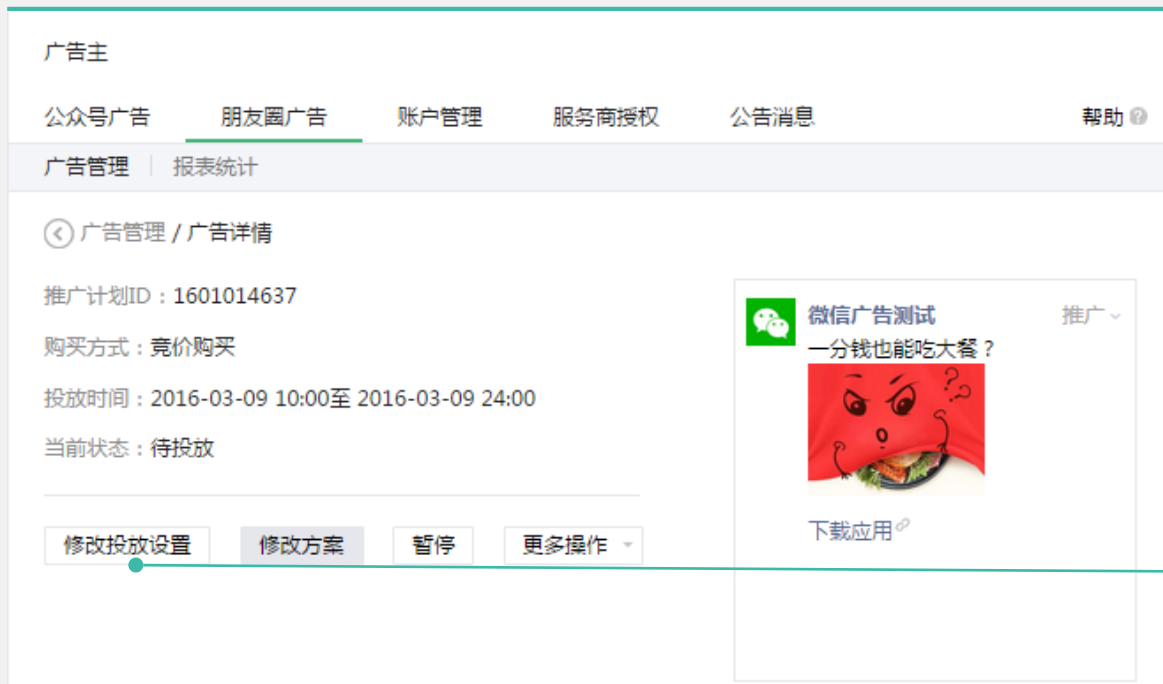 广告主
公众号广告 朋友圈广告 账户管理 服务商授权 公告消息 帮助 ?
广告管理 报表统计
广告管理 / 广告详情
推广计划ID：1601014637
购买方式：竞价购买
投放时间：2016-03-09 10:00至 2016-03-09 24:00
当前状态：待投放
修改投放设置 修改方案 暂停 更多操作
微信广告测试 推广
一分钱也能吃大餐？
???
下载应用